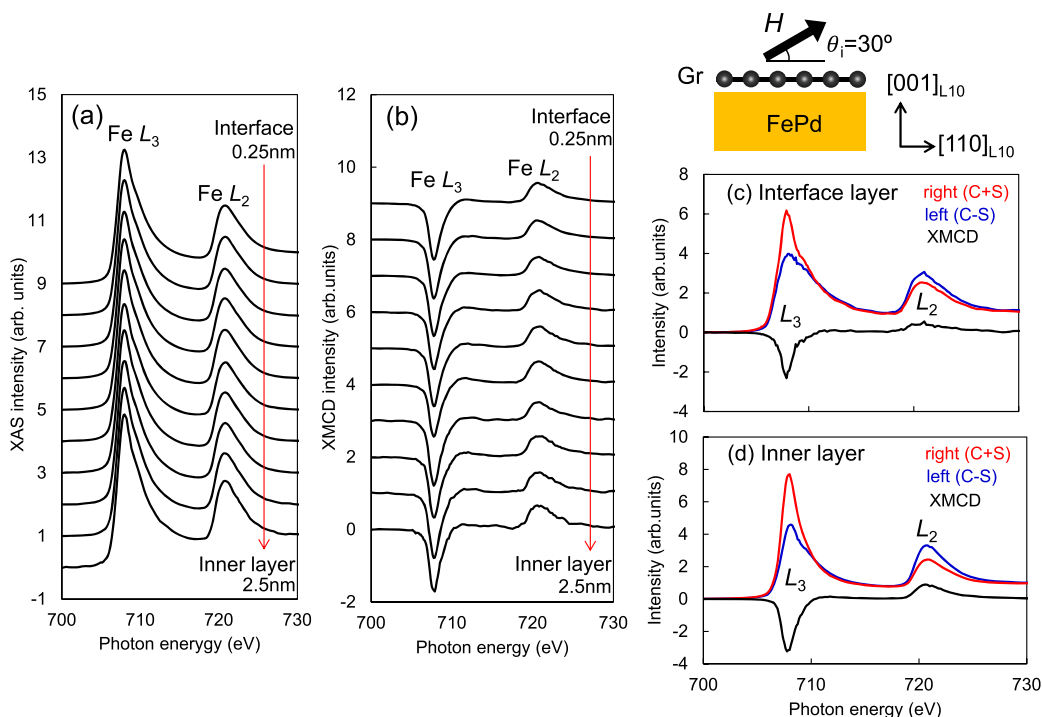 (a)
Fe L3
Fe L2
Interface
0.25nm
Inner layer
2.5nm
15
13
11
9
7
5
3
1
-1
700
710
720
730
XAS intensity (arb. units)
Photon enerygy (eV)
(b)
Fe L3
Fe L2
Interface
0.25nm
Inner layer
2.5nm
12
10
8
6
4
2
0
-2
700
710
720
730
XMCD intensity (arb. units)
Photon energy (eV)
H
θi=30º
Gr
FePd
[001]L10
[110]L10
(c) Interface layer
right (C+S)
left (C-S)
XMCD
L3
L2
8
6
4
2
0
-2
-4
Intensity (arb.units)
(d) Inner layer
right (C+S)
left (C-S)
XMCD
L3
L2
10
8
6
4
2
0
-2
-4
700
710
720
730
Intensity (arb.units)
Photon energy (eV)